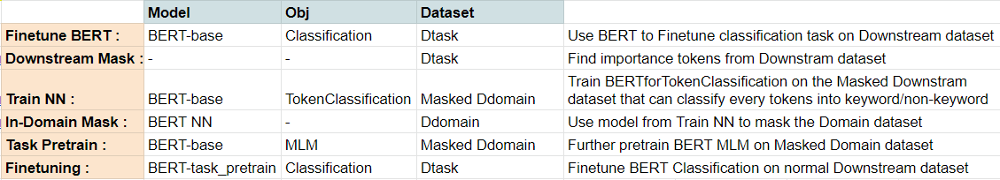 Model Obj Dataset
Finetune BERT : BERT-base Classification Dtask Use BERT to Finetune classification task on Downstream dataset
Downstream Mask : - - Dtask Find importance tokens from Downstram dataset
Train NN : BERT-base TokenClassification Masked Ddomain Train BERTforTokenClassification on the Masked Downstram
dataset that can classify every tokens into keyword/non-keyword
In-Domain Mask : BERT NN - Ddomain Use model from Train NN to mask the Domain dataset
Task Pretrain : BERT-base MLM Masked Ddomain Further pretrain BERT MLM on Masked Domain dataset
Finetuning : BERT-task_pretrain Classification Dtask Finetune BERT Classification on normal Downstream dataset